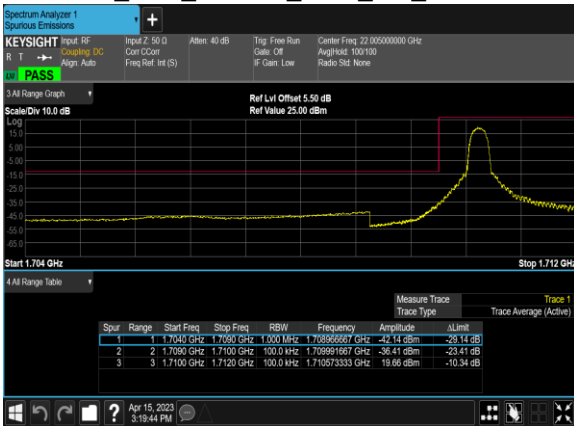 Spectrum Analyzer 1
Spurious Emissions
+
KEYSIGHT Input: RF
R T Coupling: DC
Align: Auto
Input Z: 50 Ω
Corr CCorr
Freq Ref: Int (S)
Atten: 40 dB
Trig: Free Run
Gate: Off
IF Gain: Low
Center Freq: 22.005000000 GHz
Avg|Hold: 100/100
Radio Std: None
PASS
3 All Range Graph
Scale/Div 10.0 dB
Ref Lvl Offset 5.50 dB
Ref Value 25.00 dBm
Log
15.0
5.00
-5.00
-15.0
-25.0
-35.0
-45.0
-55.0
-65.0
Start 1.704 GHz
Stop 1.712 GHz
4 All Range Table
Measure Trace Trace 1
Trace Type Trace Average (Active)
Spur Range Start Freq Stop Freq RBW Frequency Amplitude ΔLimit
1 1 1.7040 GHz 1.7090 GHz 1.000 MHz 1.708966667 GHz -42.14 dBm -29.14 dB
2 2 1.7090 GHz 1.7100 GHz 100.0 kHz 1.709991667 GHz -36.41 dBm -23.41 dB
3 3 1.7100 GHz 1.7120 GHz 100.0 kHz 1.710573333 GHz 19.66 dBm -10.34 dB
?
Apr 15, 2023
3:19:44 PM